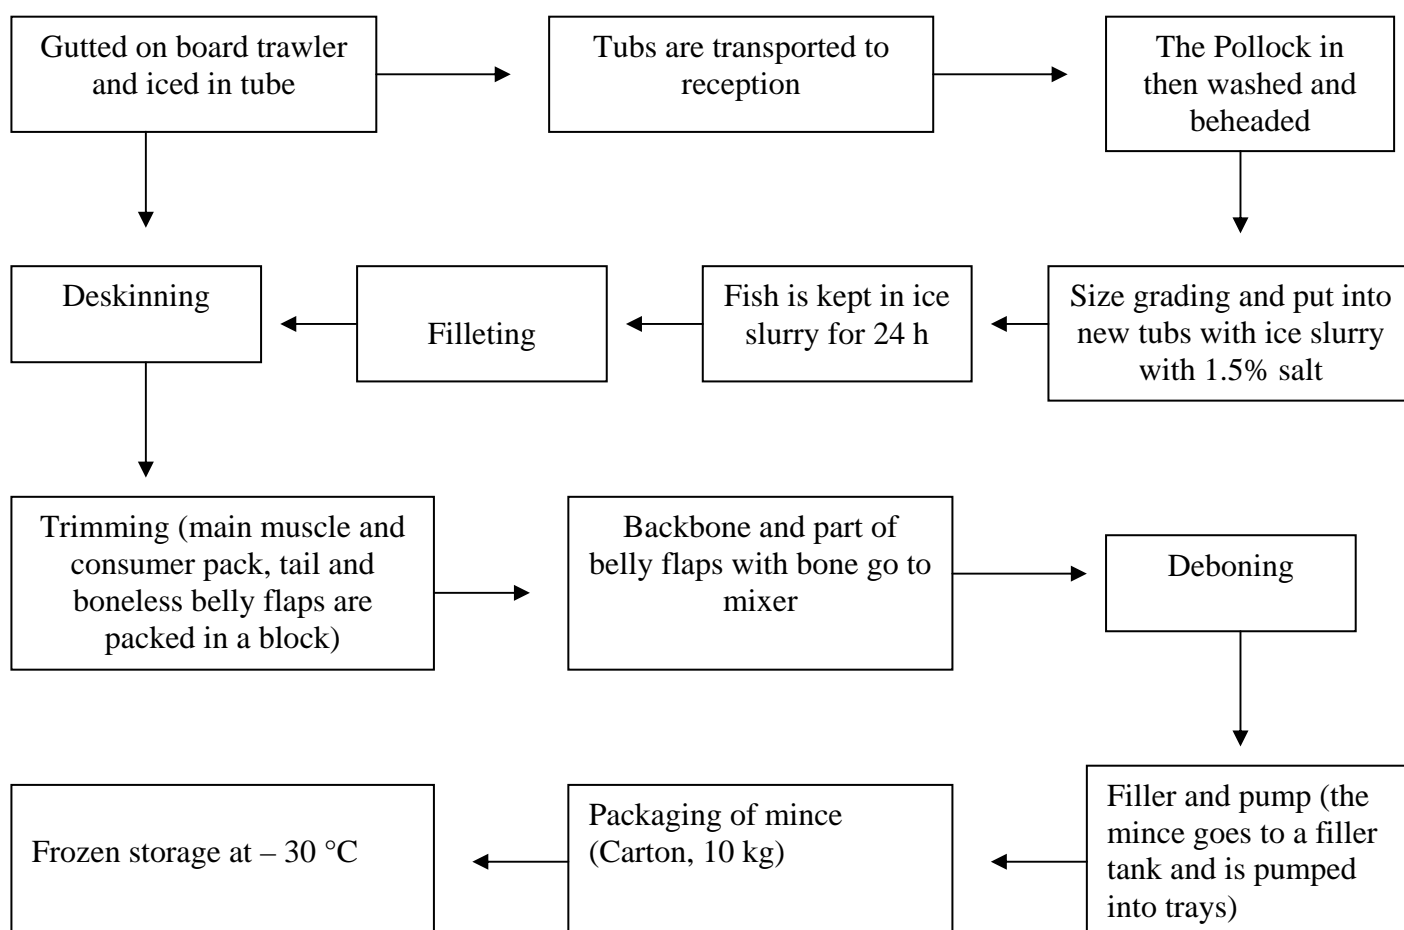 Gutted on board trawler
and iced in tube
Tubs are transported to
reception
The Pollock in
then washed and
beheaded
Size grading and put into
new tubs with ice slurry
with 1.5% salt
Fish is kept in ice
slurry for 24 h
Filleting
Deskinning
Trimming (main muscle and
consumer pack, tail and
boneless belly flaps are
packed in a block)
Backbone and part of
belly flaps with bone go to
mixer
Deboning
Filler and pump (the
mince goes to a filler
tank and is pumped
into trays)
Packaging of mince
(Carton, 10 kg)
Frozen storage at – 30 °C